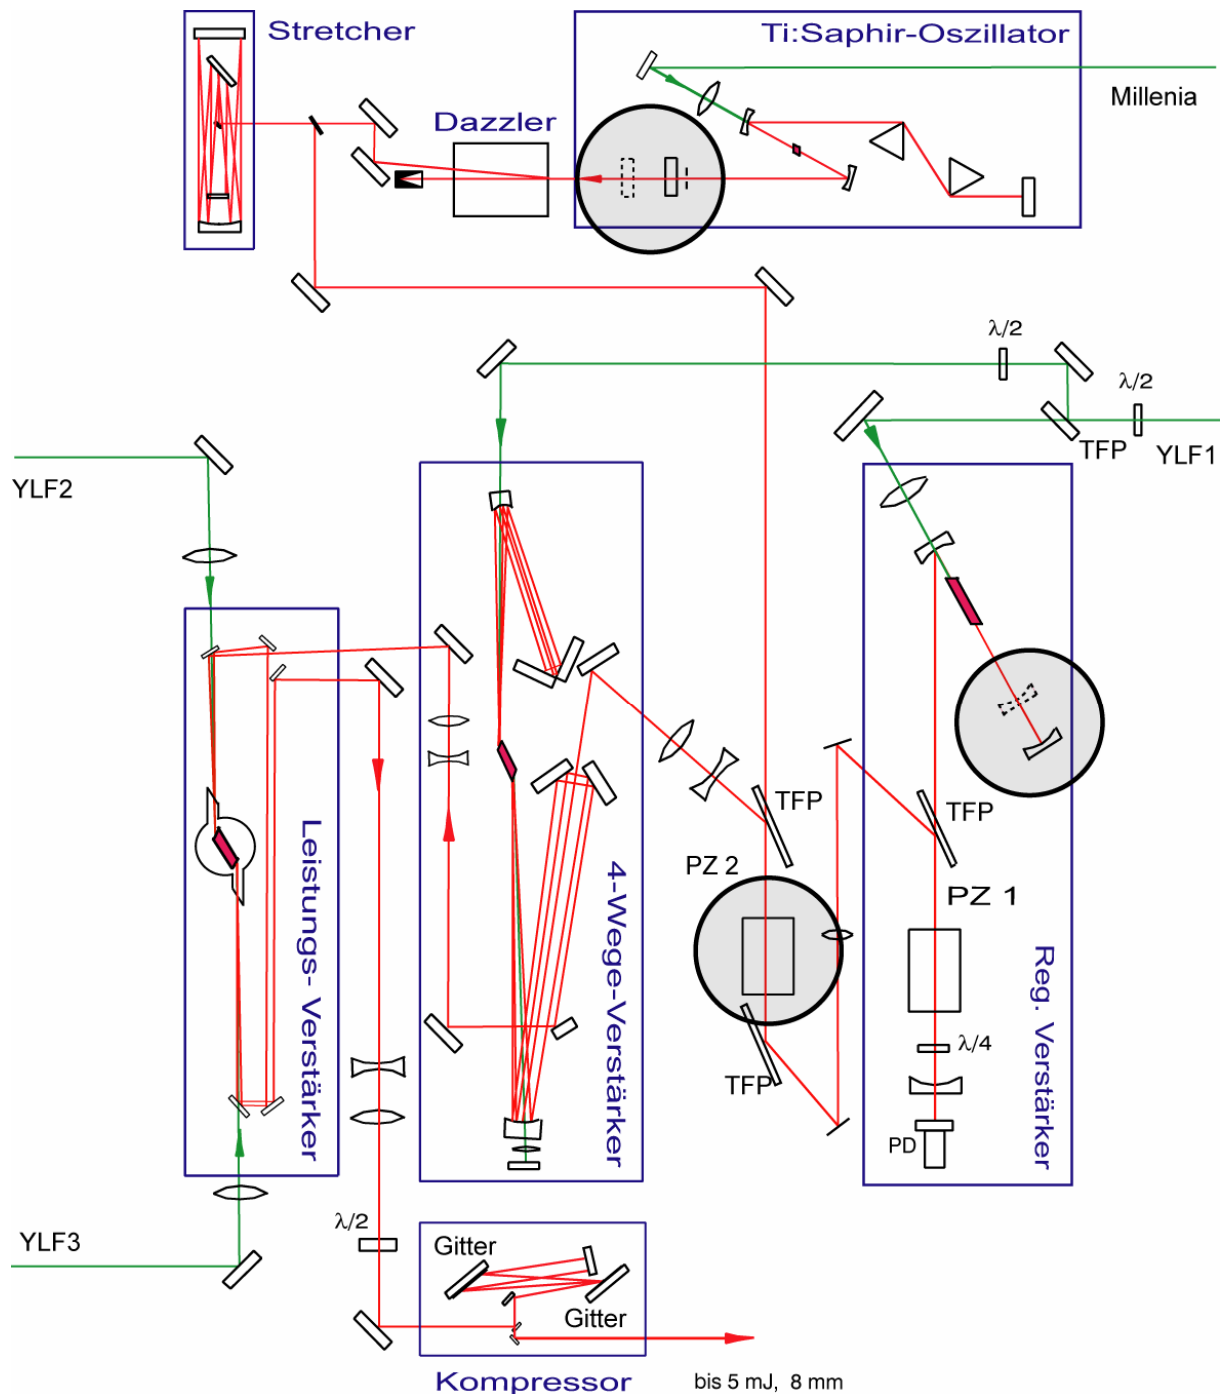 Stretcher
Ti:Saphir-Oszillator
Millenia
Dazzler
λ/2
λ/2
TFP
YLF1
YLF2
TFP
TFP
PZ 2
PZ 1
Leistungs- Verstärker
4-Wege-Verstärker
Reg. Verstärker
λ/4
TFP
PD
λ/2
YLF3
Gitter
Gitter
Kompressor
bis 5 mJ, 8 mm